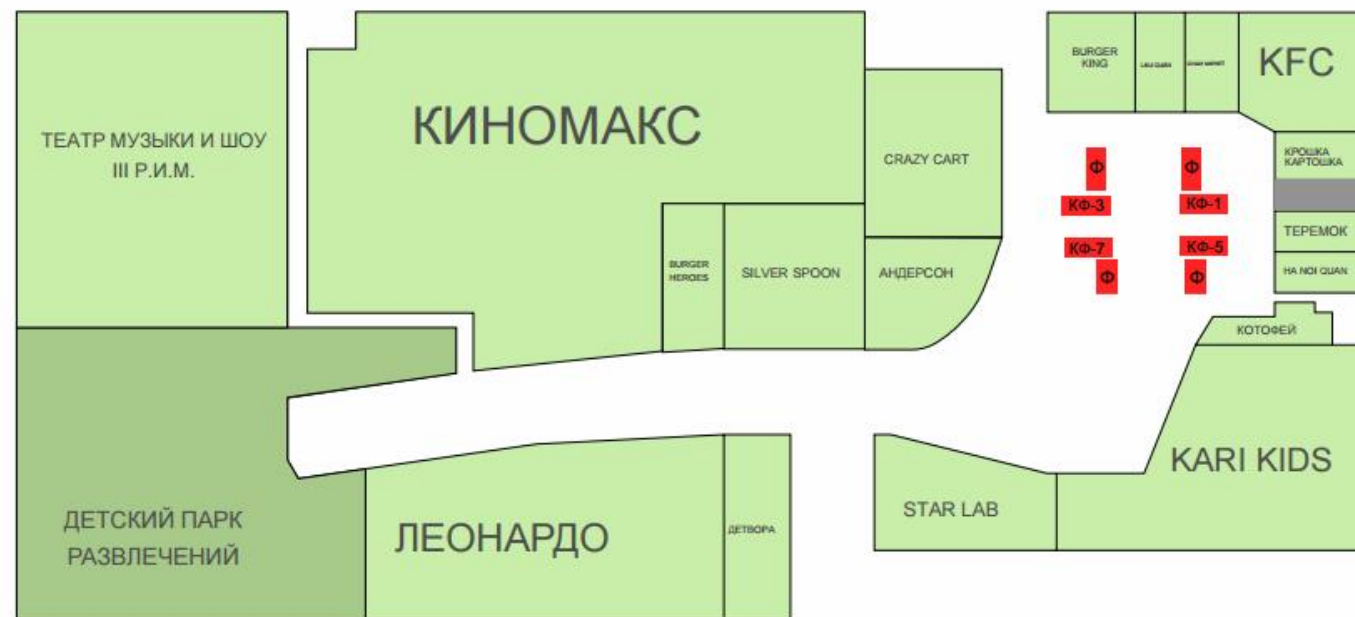 ТЕАТР МУЗЫКИ И ШОУ
III Р.И.М.
КИНОМАКС
CRAZY CART
BURGER
HEROES
SILVER SPOON
АНДЕРСОН
BURGER
KING
KFC
КРОШКА
КАРТОШКА
ТЕРЕМОК
HA NOI QUAN
Ф
Ф
КФ-3
КФ-1
КФ-7
КФ-5
Ф
Ф
КОТОФЕЙ
KARI KIDS
STAR LAB
ДЕТСКИЙ ПАРК
РАЗВЛЕЧЕНИЙ
ЛЕОНАРДО
ДЕТВОРА